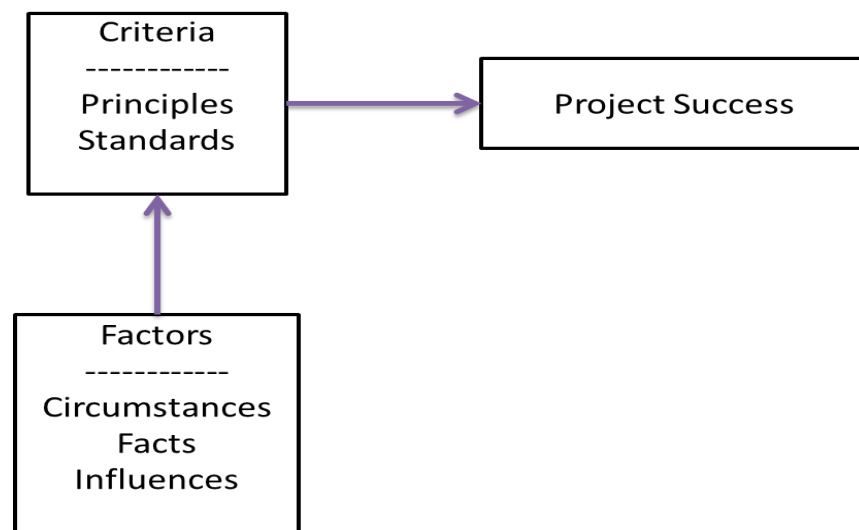 Criteria
------------
Principles
Standards
Project Success
Factors
------------
Circumstances
Facts
Influences